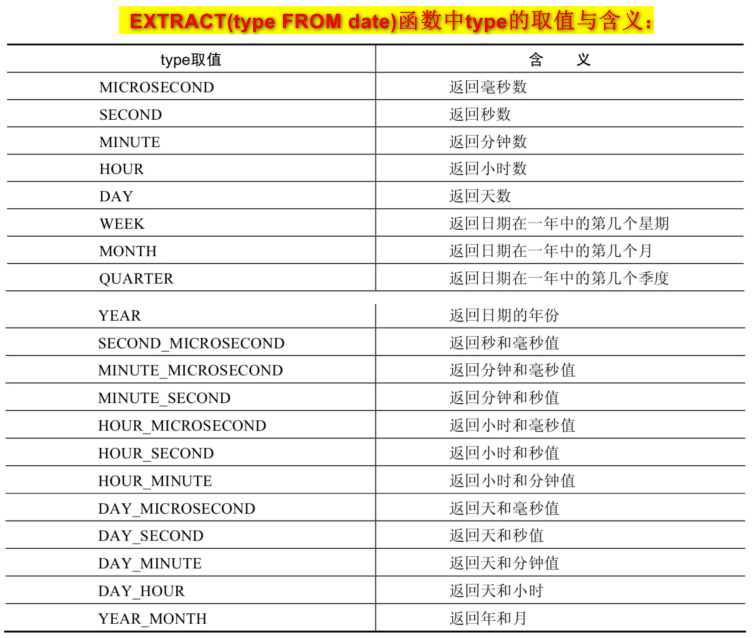 EXTRACT(type FROM date)函数中type的取值与含义：
type取值 含 义
MICROSECOND 返回毫秒数
SECOND 返回秒数
MINUTE 返回分钟数
HOUR 返回小时数
DAY 返回天数
WEEK 返回日期在一年中的第几个星期
MONTH 返回日期在一年中的第几个月
QUARTER 返回日期在一年中的第几个季度
YEAR 返回日期的年份
SECOND_MICROSECOND 返回秒和毫秒值
MINUTE_MICROSECOND 返回分钟和毫秒值
MINUTE_SECOND 返回分钟和秒值
HOUR_MICROSECOND 返回小时和毫秒值
HOUR_SECOND 返回小时和秒值
HOUR_MINUTE 返回小时和分钟值
DAY_MICROSECOND 返回天和毫秒值
DAY_SECOND 返回天和秒值
DAY_MINUTE 返回天和分钟值
DAY_HOUR 返回天和小时
YEAR_MONTH 返回年和月